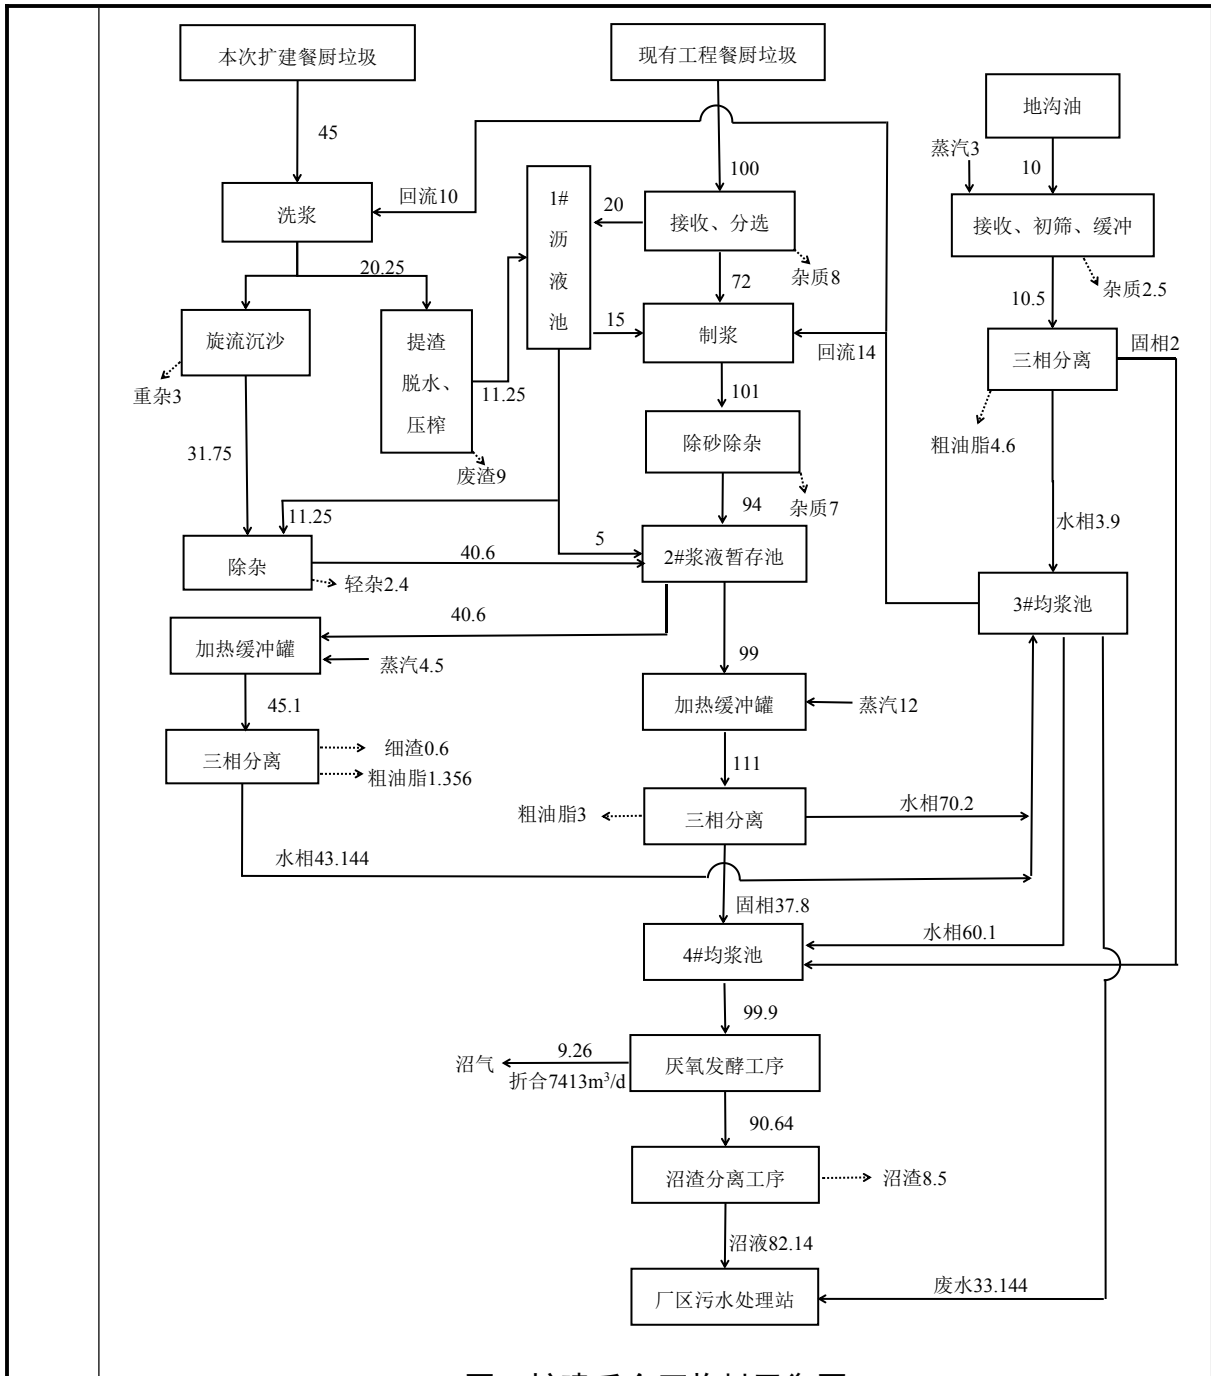 本次扩建餐厨垃圾
现有工程餐厨垃圾
地沟油
45
100
蒸汽3
10
洗浆
回流10
1#
沥
液
池
20
接收、分选
接收、初筛、缓冲
20.25
72
杂质8
10.5
杂质2.5
旋流沉沙
重杂3
提渣
脱水、
压榨
11.25
15
制浆
回流14
三相分离
固相2
101
粗油脂4.6
31.75
废渣9
除砂除杂
杂质7
94
水相3.9
11.25
5
除杂
40.6
轻杂2.4
2#浆液暂存池
3#均浆池
40.6
加热缓冲罐
蒸汽4.5
99
45.1
加热缓冲罐
蒸汽12
三相分离
细渣0.6
粗油脂1.356
111
粗油脂3
三相分离
水相70.2
水相43.144
固相37.8
水相60.1
4#均浆池
99.9
沼气
9.26
折合7413m³/d
厌氧发酵工序
90.64
沼渣分离工序
沼渣8.5
沼液82.14
厂区污水处理站
废水33.144